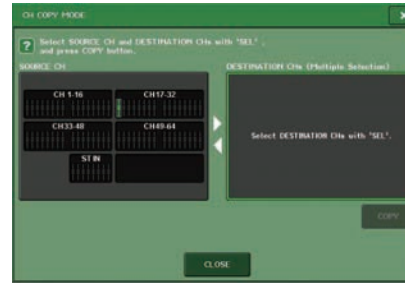 CH COPY MODE
×
? Select SOURCE CH and DESTINATION CHs with "SEL",
and press COPY button.
SOURCE CH
DESTINATION CHs (Multiple Selection)
CH 1-16
CH17-32
CH33-48
CH49-64
ST IN
Select DESTINATION CHs with "SEL".
COPY
CLOSE